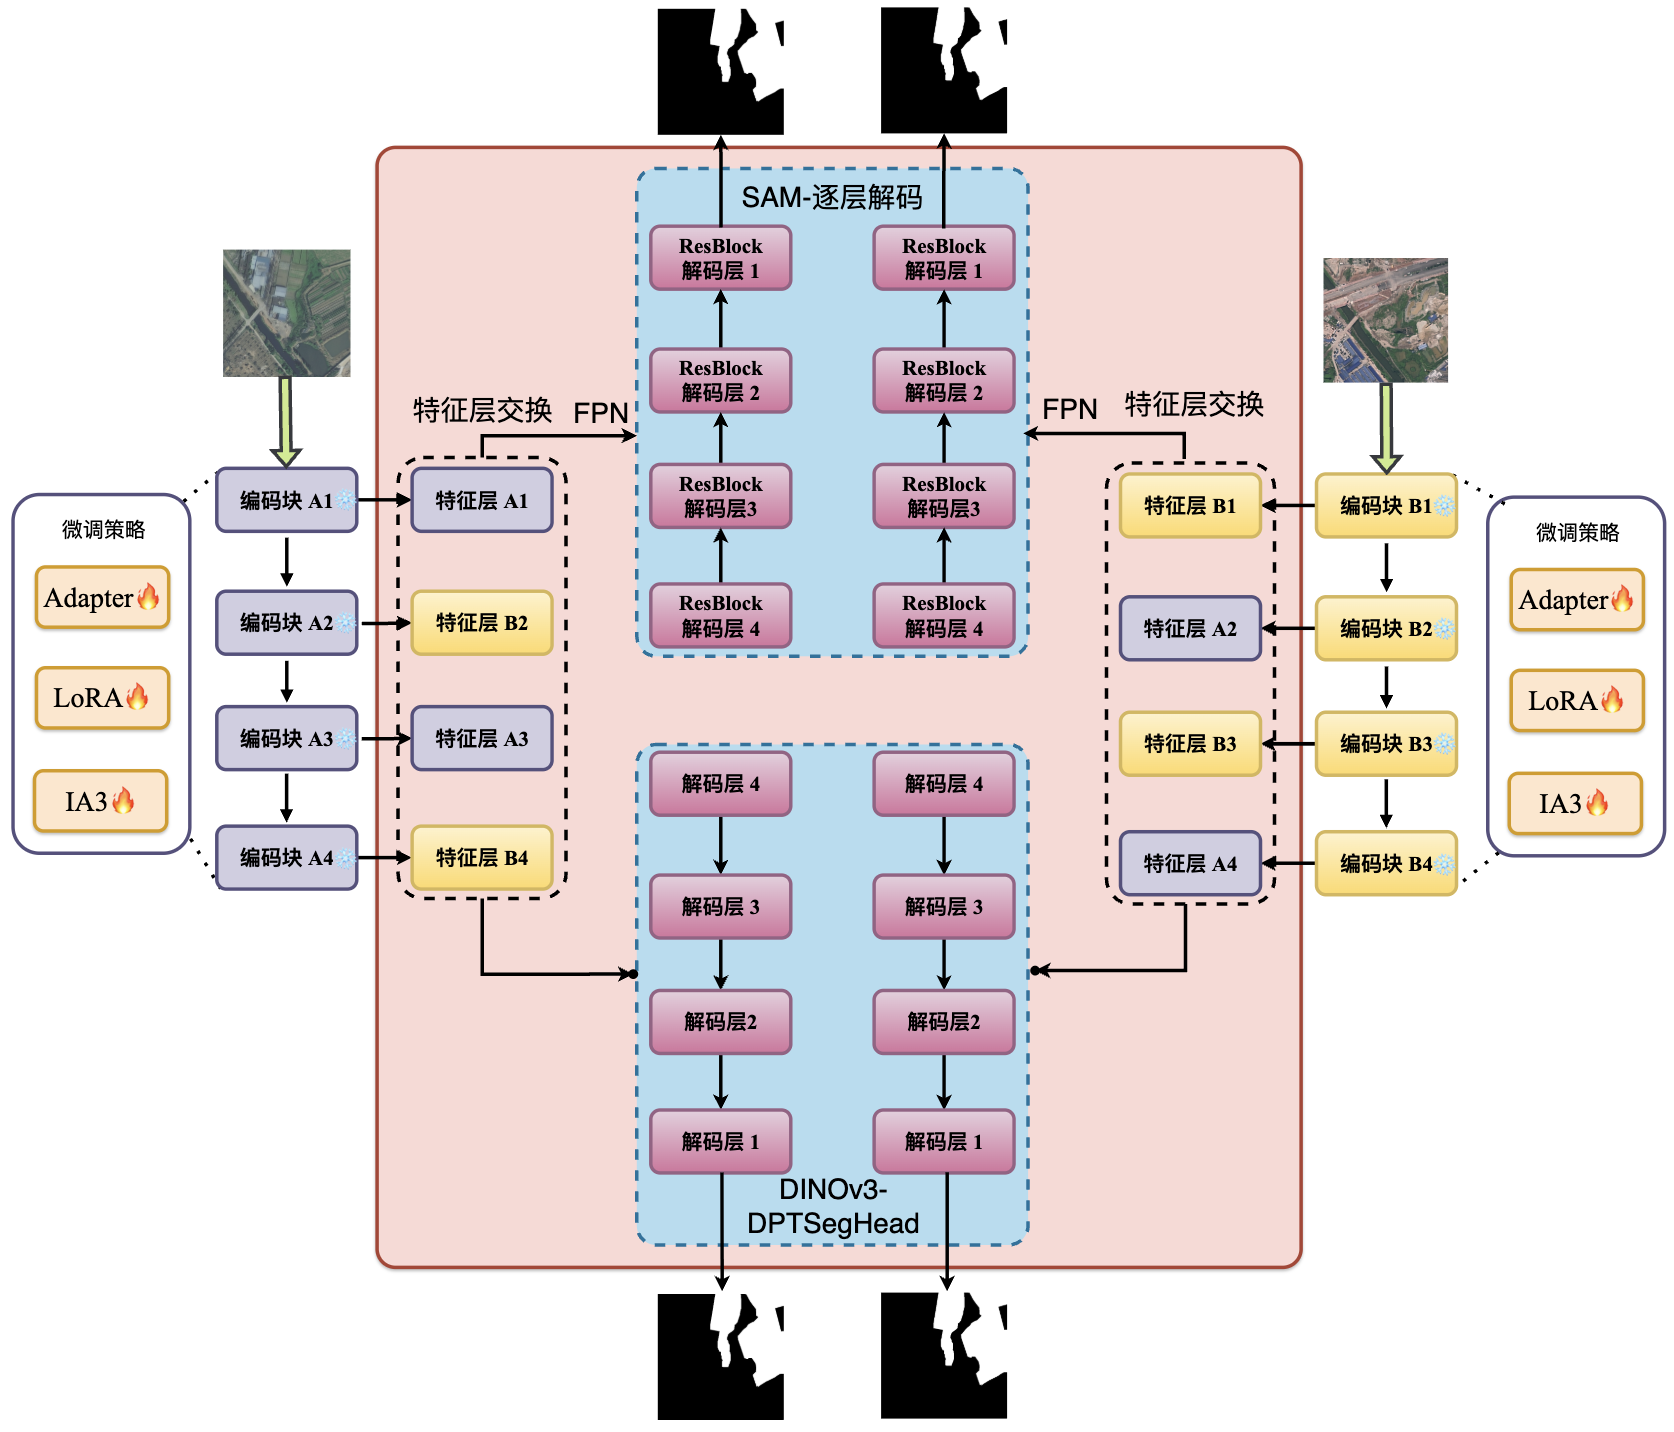 SAM-逐层解码
ResBlock
解码层 1
ResBlock
解码层 1
ResBlock
解码层 2
ResBlock
解码层 2
ResBlock
解码层3
ResBlock
解码层3
ResBlock
解码层 4
ResBlock
解码层 4
特征层交换
FPN
FPN
特征层交换
微调策略
Adapter
LoRA
IA3
编码块 A1
编码块 A2
编码块 A3
编码块 A4
特征层 A1
特征层 B2
特征层 A3
特征层 B4
特征层 B1
特征层 A2
特征层 B3
特征层 A4
编码块 B1
编码块 B2
编码块 B3
编码块 B4
微调策略
Adapter
LoRA
IA3
解码层 4
解码层 4
解码层 3
解码层 3
解码层2
解码层2
解码层 1
解码层 1
DINOv3-
DPTSegHead